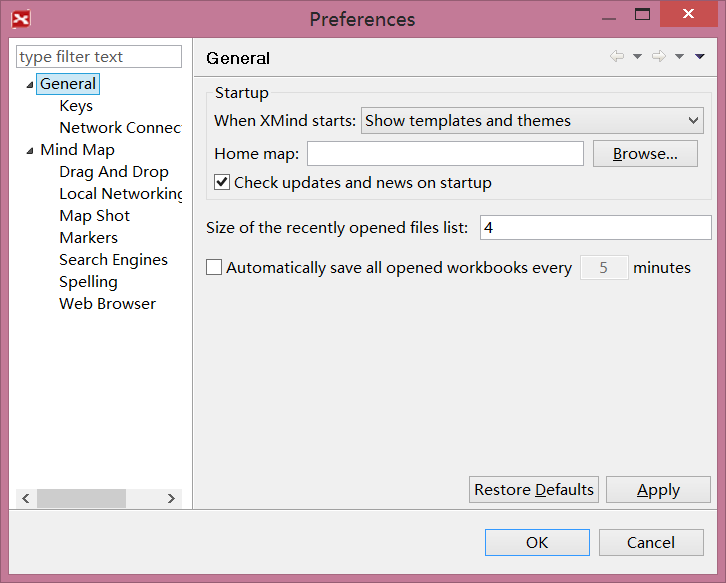 Preferences
type filter text
General
Keys
Network Connec
Mind Map
Drag And Drop
Local Networking
Map Shot
Markers
Search Engines
Spelling
Web Browser
General
Startup
When XMind starts: Show templates and themes
Home map: Browse...
Check updates and news on startup
Size of the recently opened files list: 4
Automatically save all opened workbooks every 5 minutes
Restore Defaults Apply
OK Cancel